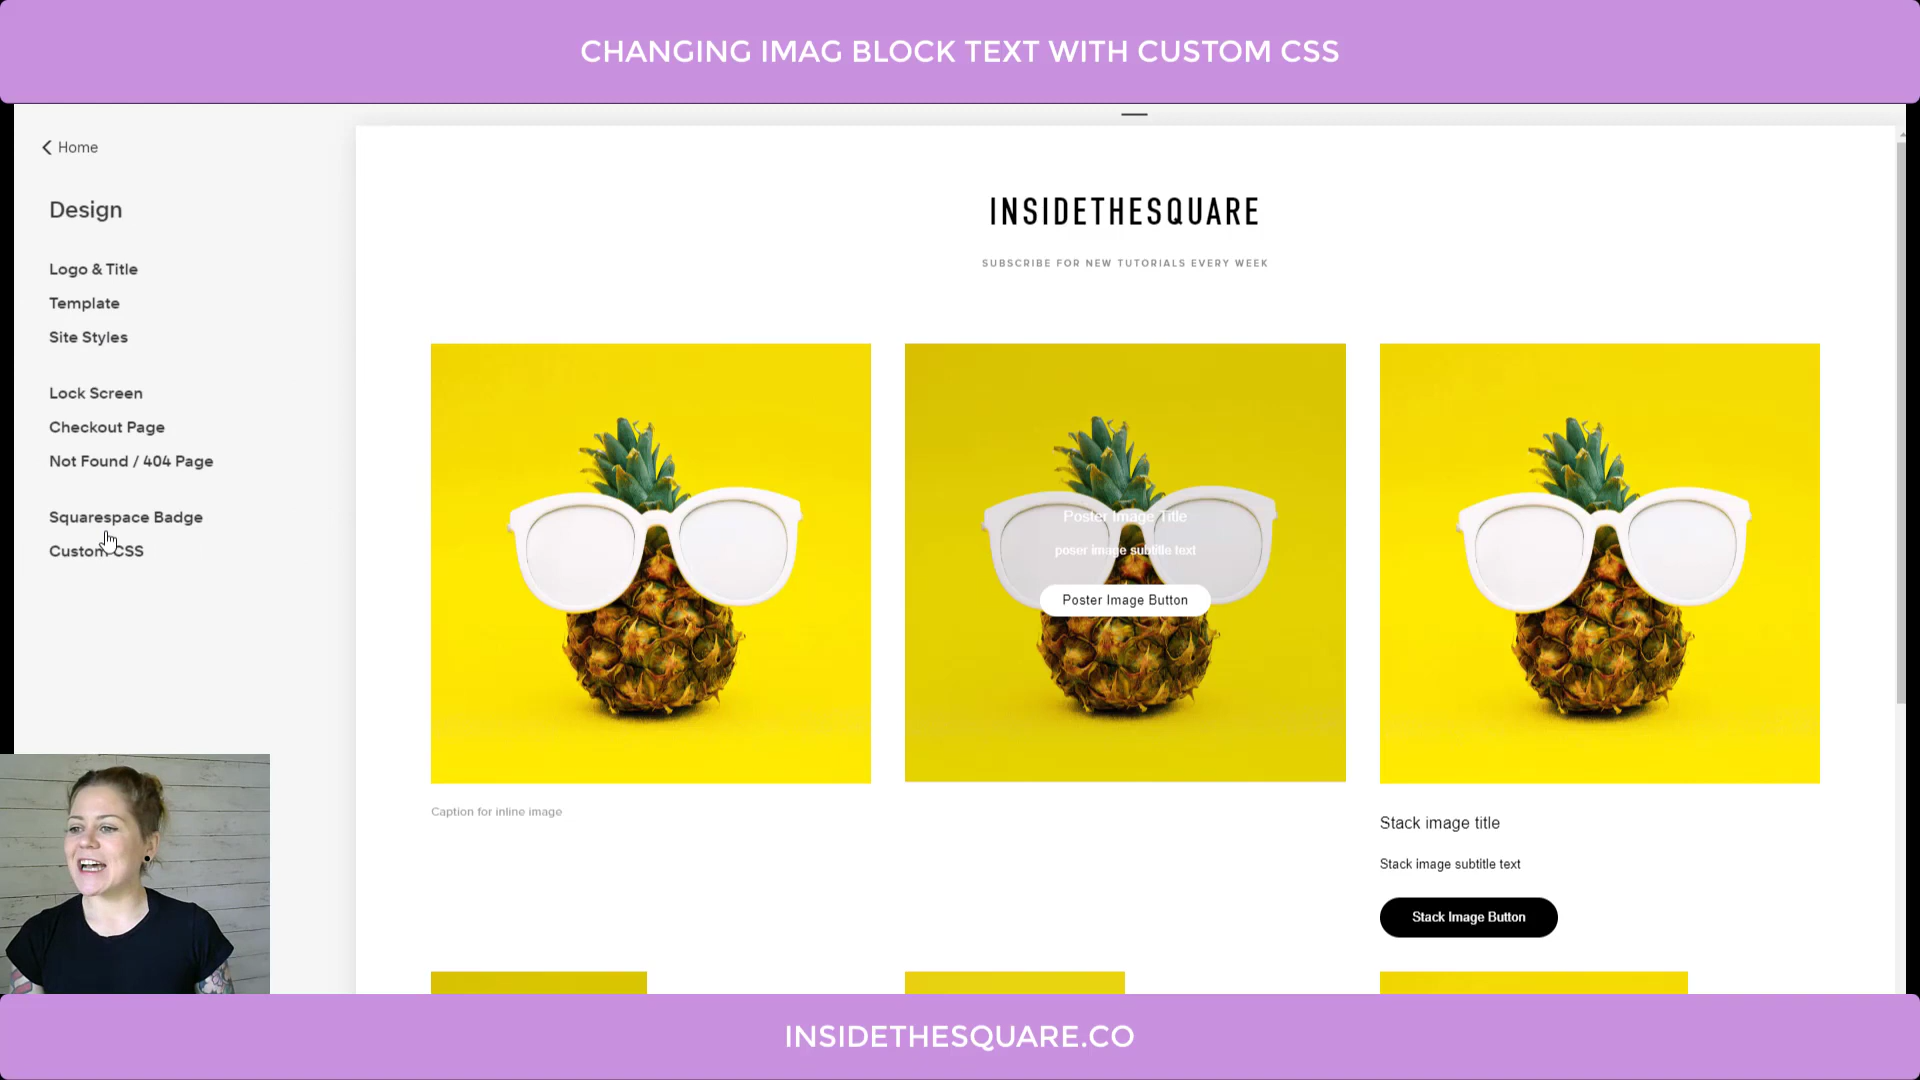 CHANGING IMAG BLOCK TEXT WITH CUSTOM CSS
Home
Design
Logo & Title
Template
Site Styles
Lock Screen
Checkout Page
Not Found / 404 Page
Squarespace Badge
Custom CSS
INSIDETHESQUARE
SUBSCRIBE FOR NEW TUTORIALS EVERY WEEK
Poster Image Title
poser image subtitle text
Poster Image Button
Caption for inline image
Stack image title
Stack image subtitle text
Stack Image Button
INSIDETHESQUARE.CO